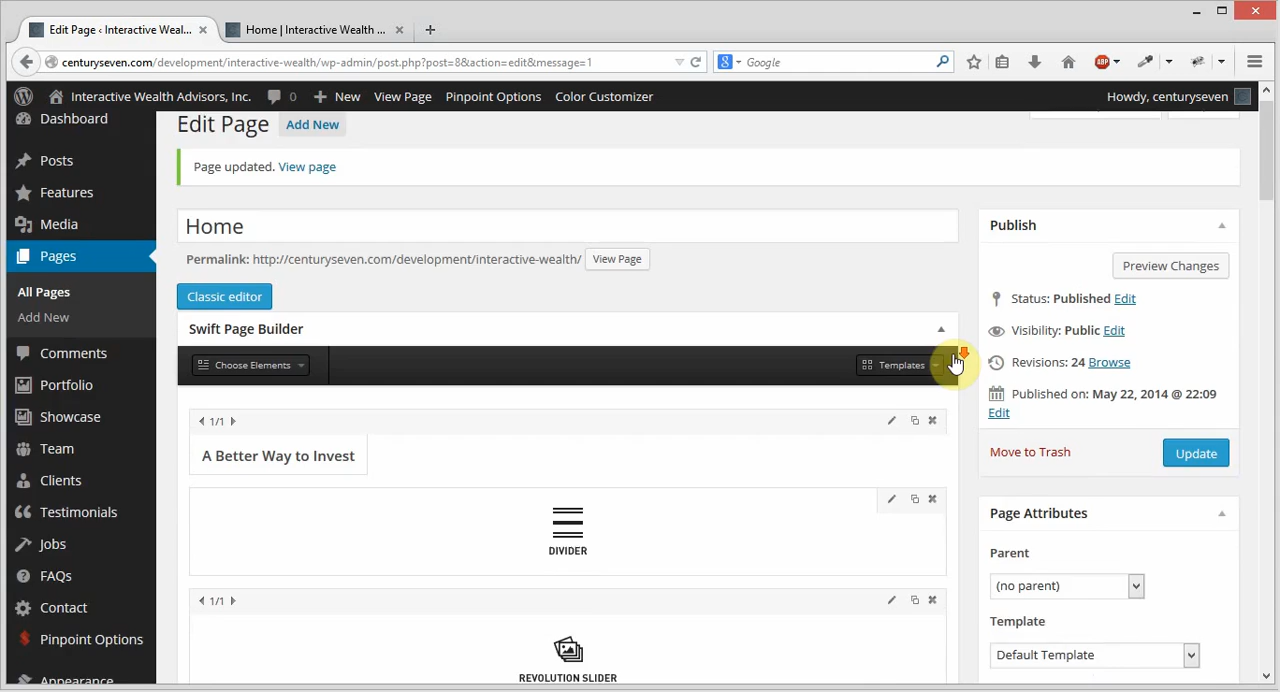 Edit Page ‹ Interactive Weal...
Home | Interactive Wealth ...
centuryseven.com/development/interactive-wealth/wp-admin/post.php?post=8&action=edit&message=1
Google
ABP
Interactive Wealth Advisors, Inc.
0
New
View Page
Pinpoint Options
Color Customizer
Howdy, centuryseven
Dashboard
Posts
Features
Media
Pages
All Pages
Add New
Comments
Portfolio
Showcase
Team
Clients
Testimonials
Jobs
FAQs
Contact
Pinpoint Options
Appearance
Edit Page
Add New
Page updated. View page
Home
Permalink: http://centuryseven.com/development/interactive-wealth/
View Page
Classic editor
Swift Page Builder
Choose Elements
Templates
1/1
A Better Way to Invest
DIVIDER
1/1
REVOLUTION SLIDER
Publish
Preview Changes
Status: Published Edit
Visibility: Public Edit
Revisions: 24 Browse
Published on: May 22, 2014 @ 22:09
Edit
Move to Trash
Update
Page Attributes
Parent
(no parent)
Template
Default Template